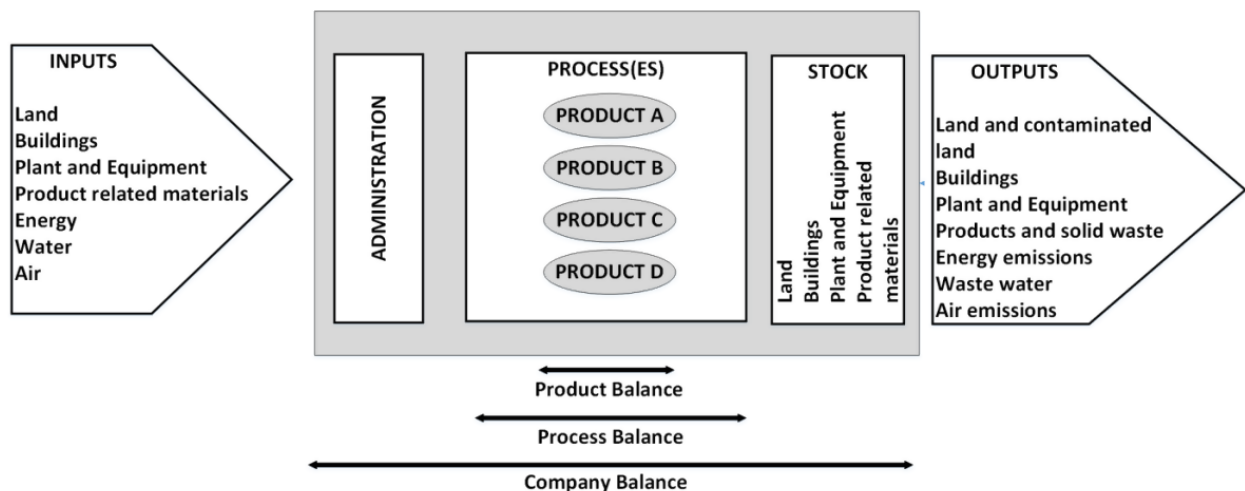 INPUTS
Land
Buildings
Plant and Equipment
Product related materials
Energy
Water
Air
ADMINISTRATION
PROCESS(ES)
PRODUCT A
PRODUCT B
PRODUCT C
PRODUCT D
STOCK
Land
Buildings
Plant and Equipment
Product related
materials
OUTPUTS
Land and contaminated
land
Buildings
Plant and Equipment
Products and solid waste
Energy emissions
Waste water
Air emissions
Product Balance
Process Balance
Company Balance